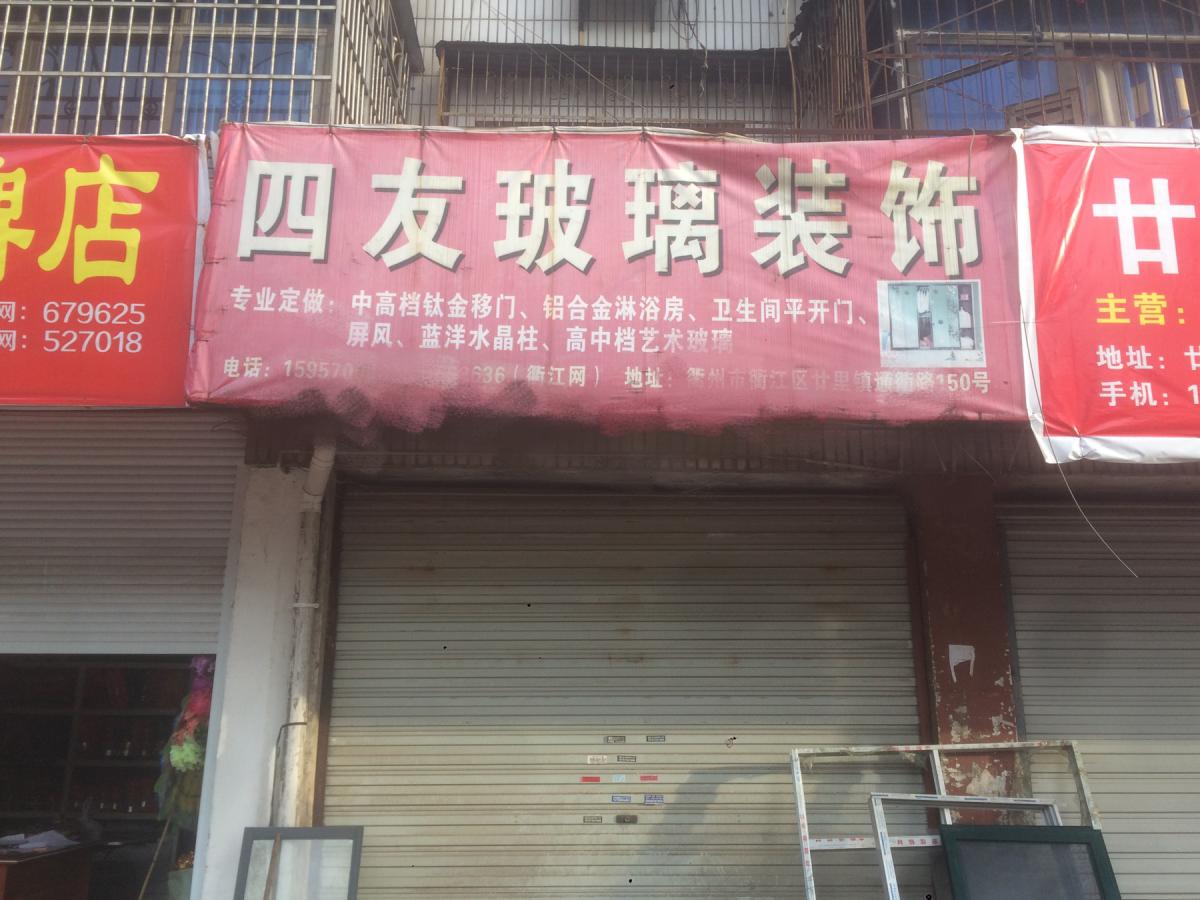 牌店
网：679625
网：527018
四友玻璃装饰
专业定做：中高档钛金移门、铝合金淋浴房、卫生间平开门、
屏风、蓝洋水晶柱、高中档艺术玻璃
电话：159570 636（衢江网） 地址：衢州市衢江区廿里镇通衢路150号
廿
主营：
地址：廿
手机：1